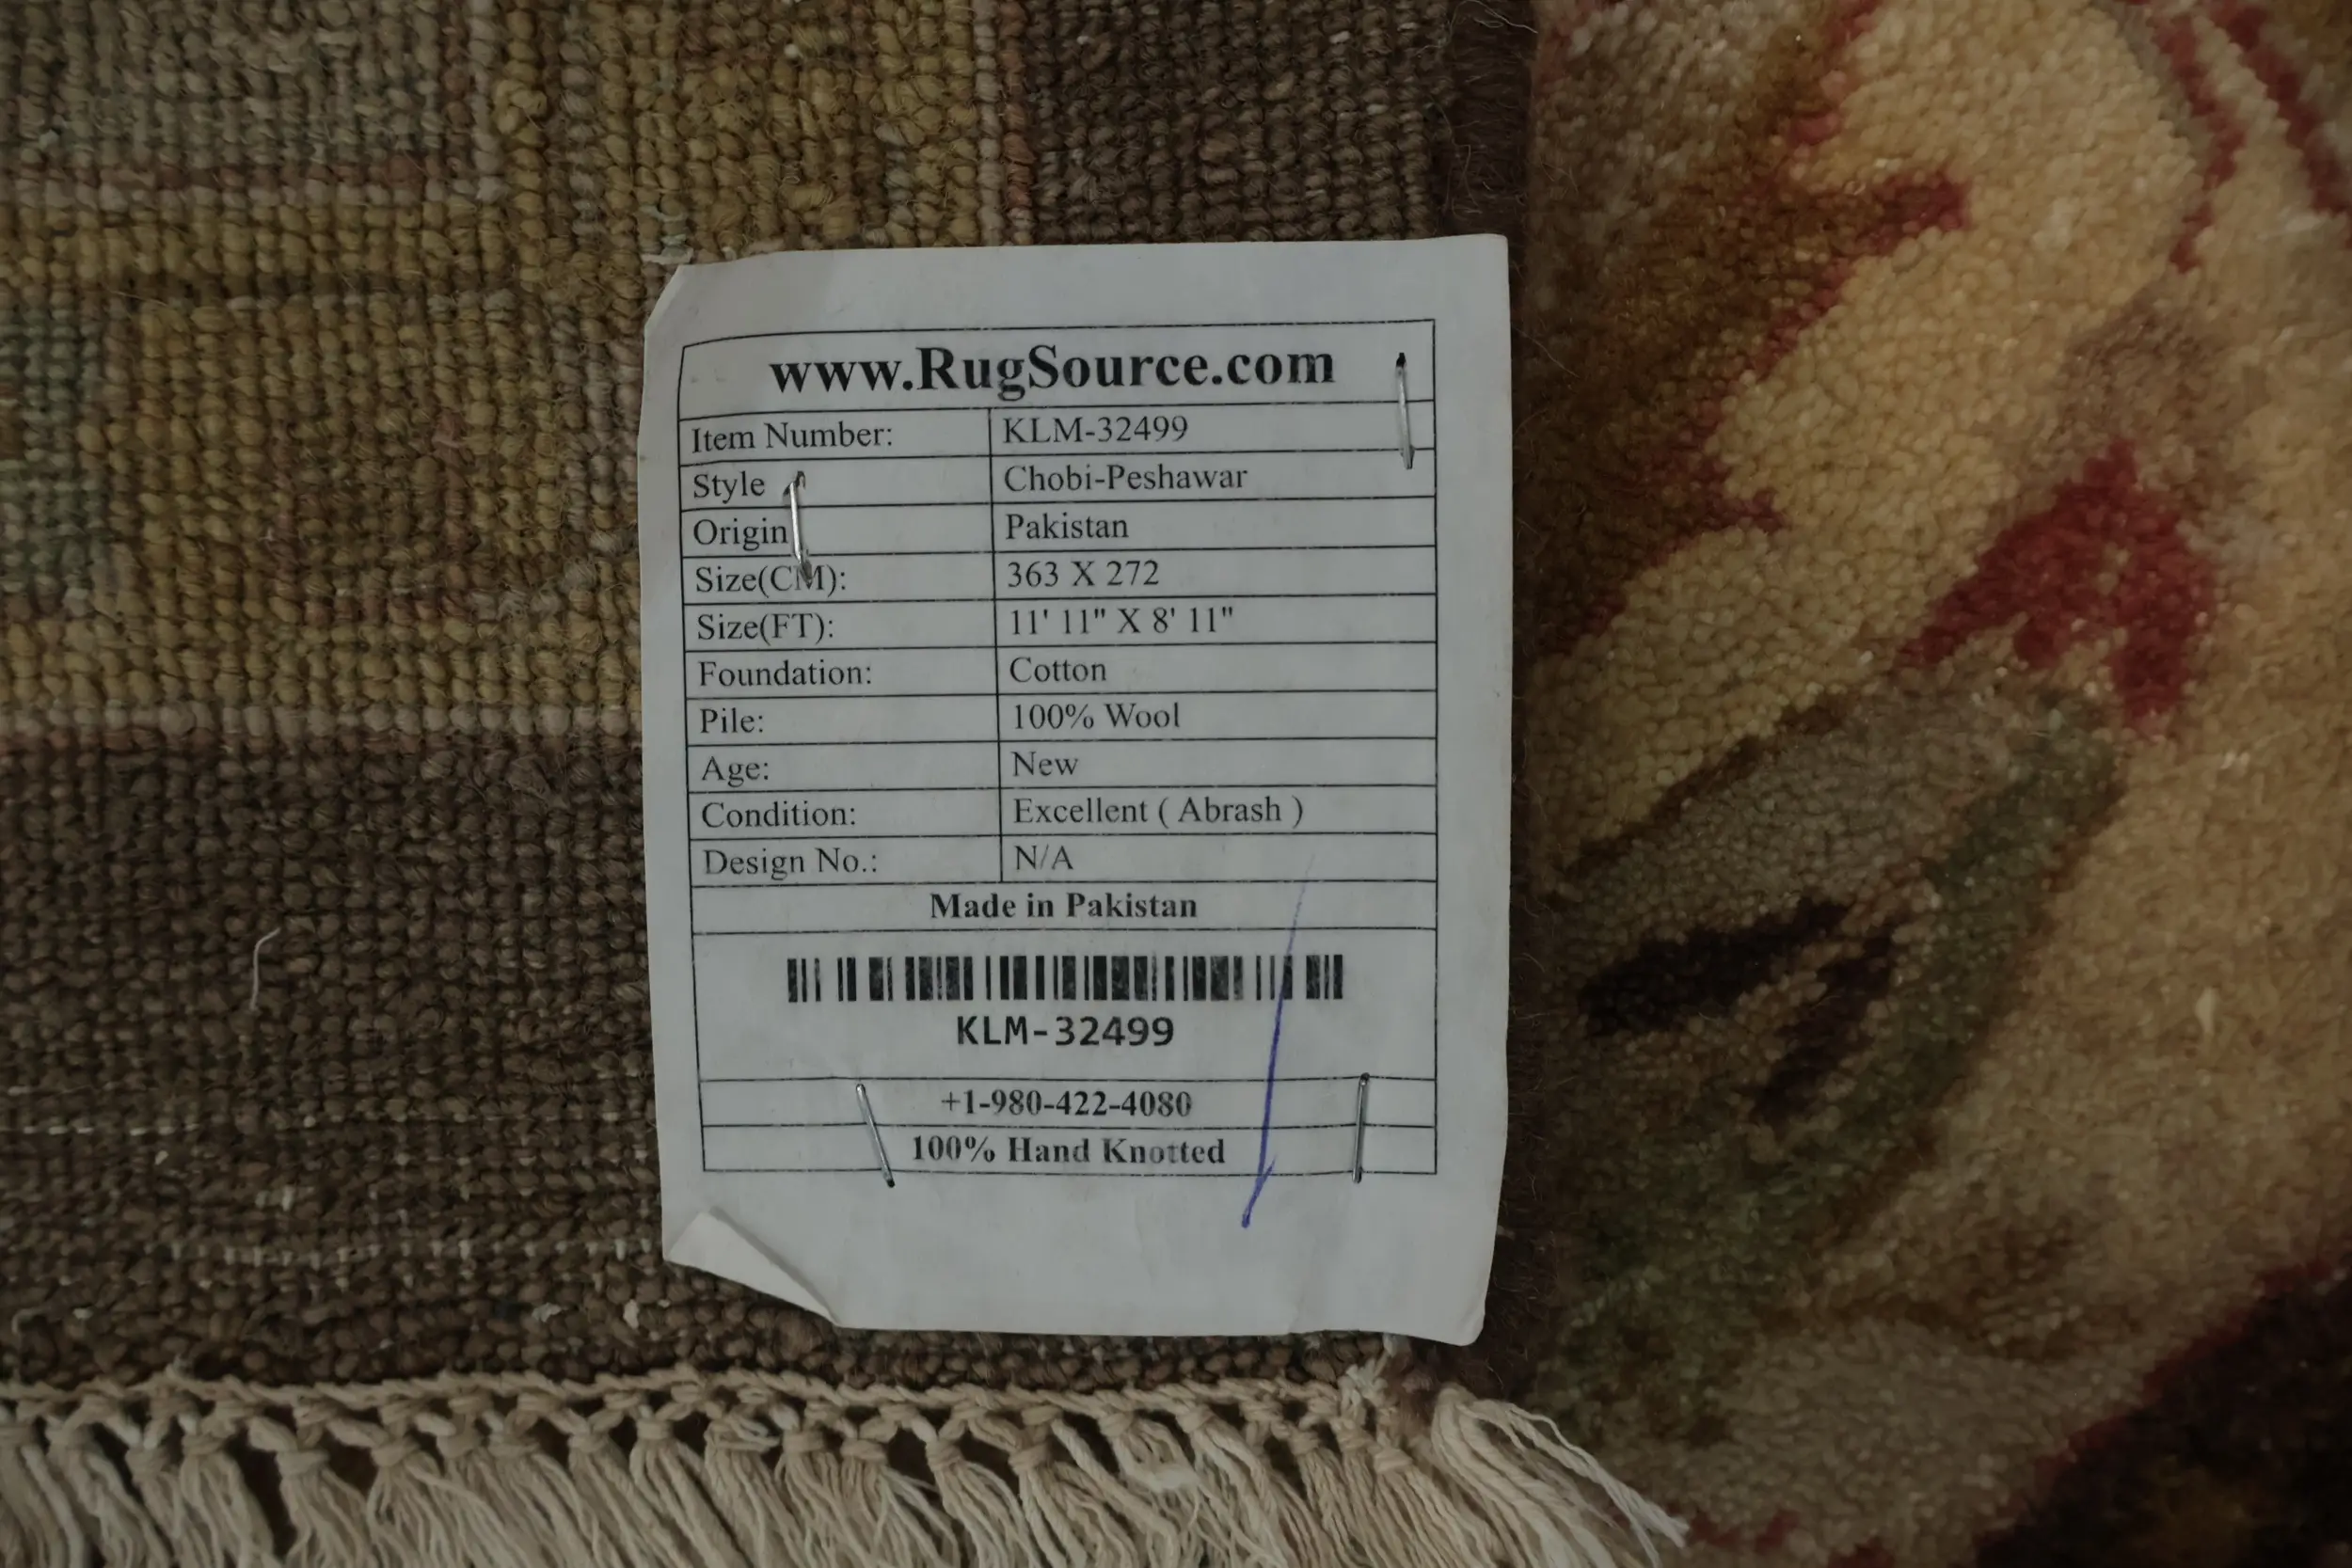 www.RugSource.com
Item Number: KLM-32499
Style Chobi-Peshawar
Origin Pakistan
Size(CM): 363 X 272
Size(FT): 11' 11" X 8' 11"
Foundation: Cotton
Pile: 100% Wool
Age: New
Condition: Excellent ( Abrash )
Design No.: N/A
Made in Pakistan
KLM-32499
+1-980-422-4080
100% Hand Knotted